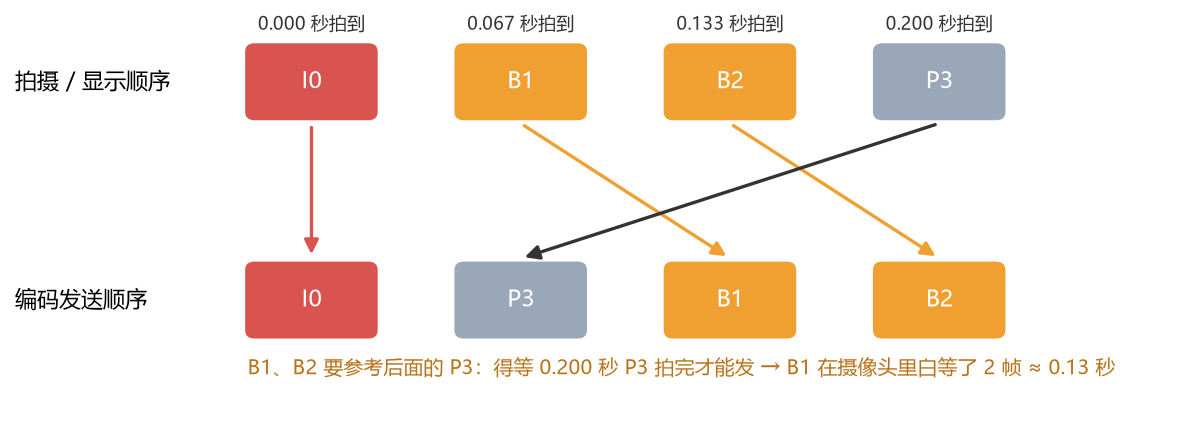 0.000 秒拍到 0.067 秒拍到 0.133 秒拍到 0.200 秒拍到
拍摄 / 显示顺序 I0 B1 B2 P3
编码发送顺序 I0 P3 B1 B2
B1、B2 要参考后面的 P3：得等 0.200 秒 P3 拍完才能发 → B1 在摄像头里白等了 2 帧 ≈ 0.13 秒